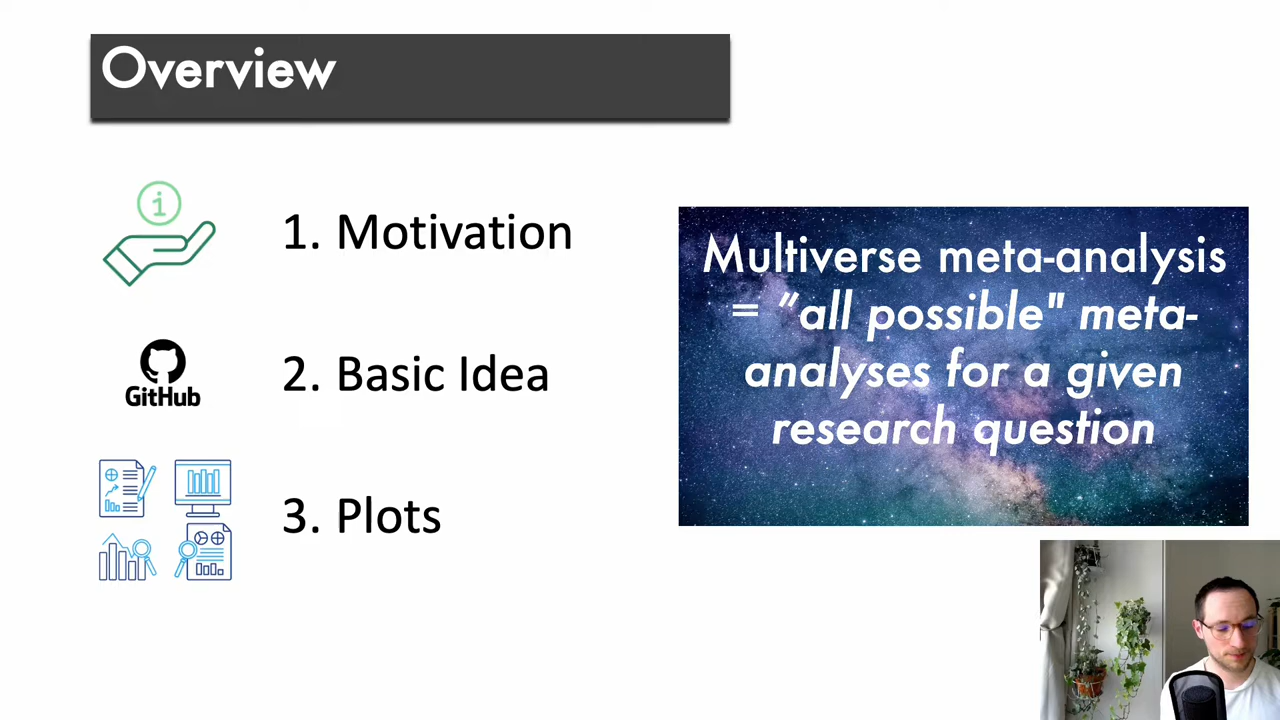 Overview
i
1. Motivation
GitHub
2. Basic Idea
3. Plots
Multiverse meta-analysis
= “all possible" meta-
analyses for a given
research question